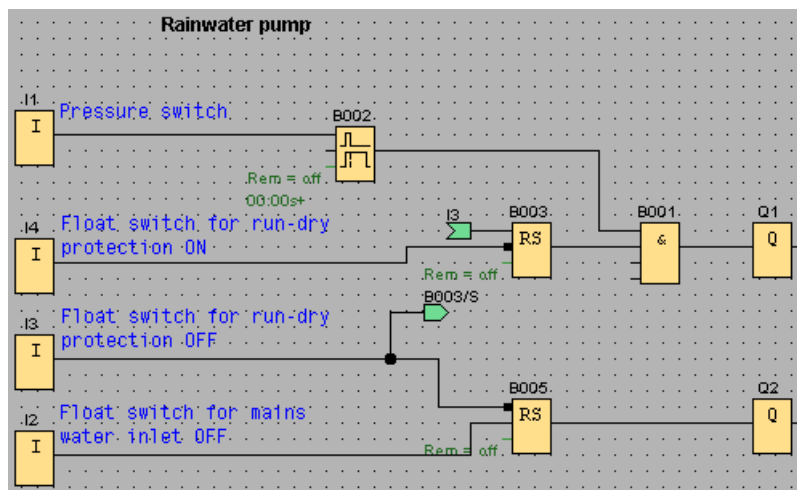 Rainwater pump
I1
Pressure switch
I
B002
Rem = off
00:00s+
I4
Float switch for run-dry
protection ON
I
I3
B003
RS
Rem = off
B001
&
Q1
Q
B003/S
I3
Float switch for run-dry
protection OFF
I
I2
Float switch for mains
water inlet OFF
I
B005
RS
Rem = off
Q2
Q